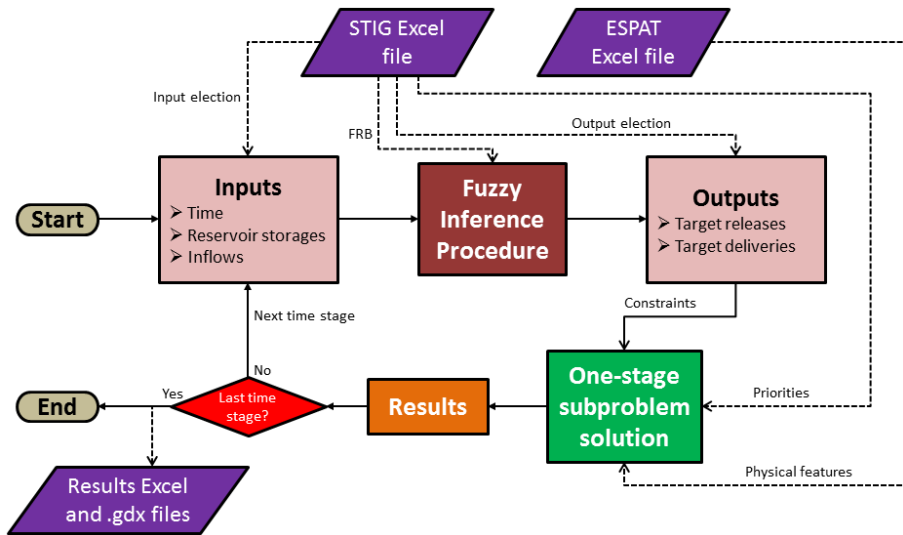 STIG Excel
file
ESPAT
Excel file
Input election
FRB
Output election
Start
Inputs
➢ Time
➢ Reservoir storages
➢ Inflows
Fuzzy
Inference
Procedure
Outputs
➢ Target releases
➢ Target deliveries
Constraints
Next time stage
No
Yes
End
Last time
stage?
Results
One-stage
subproblem
solution
Priorities
Physical features
Results Excel
and .gdx files